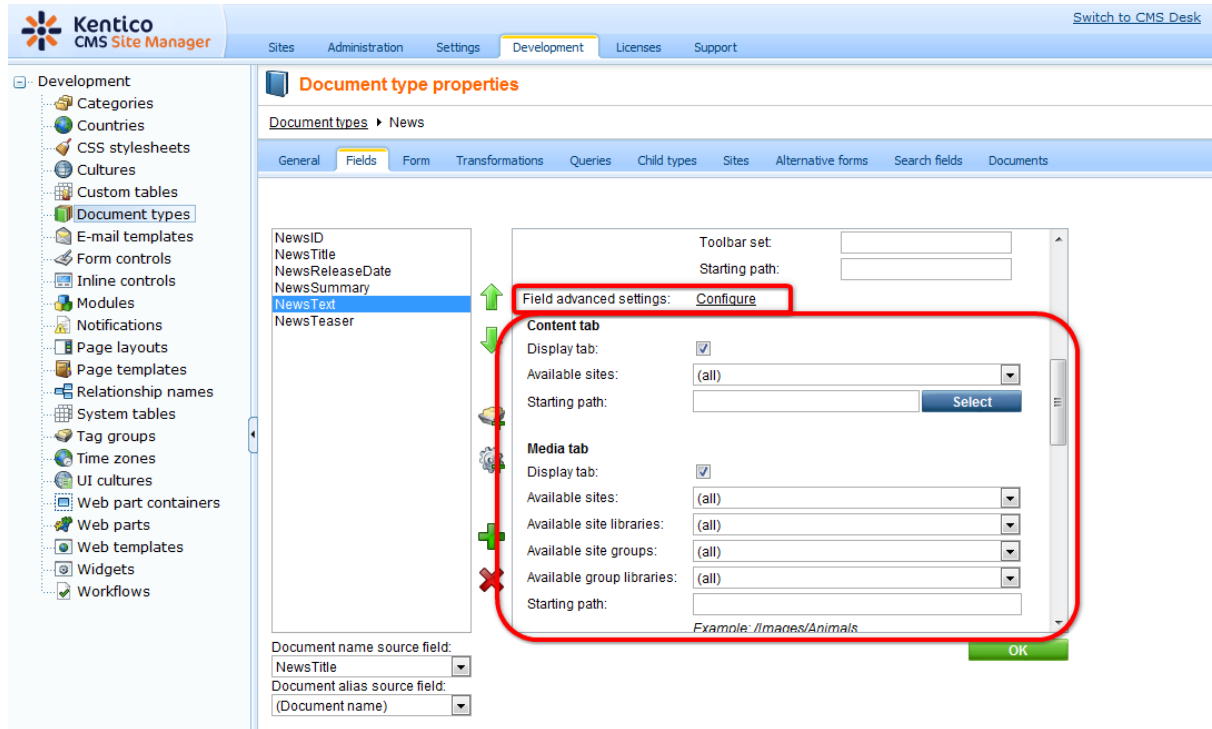 Switch to CMS Desk
Kentico
CMS Site Manager
Sites Administration Settings Development Licenses Support
Development
Categories
Countries
CSS stylesheets
Cultures
Custom tables
Document types
E-mail templates
Form controls
Inline controls
Modules
Notifications
Page layouts
Page templates
Relationship names
System tables
Tag groups
Time zones
UI cultures
Web part containers
Web parts
Web templates
Widgets
Workflows
Document type properties
Document types News
General Fields Form Transformations Queries Child types Sites Alternative forms Search fields Documents
NewsID
NewsTitle
NewsReleaseDate
NewsSummary
NewsText
NewsTeaser
Document name source field:
NewsTitle
Document alias source field:
(Document name)
Toolbar set:
Starting path:
Field advanced settings: Configure
Content tab
Display tab:
Available sites: (all)
Starting path: Select
Media tab
Display tab:
Available sites: (all)
Available site libraries: (all)
Available site groups: (all)
Available group libraries: (all)
Starting path:
Example: /Images/Animals
OK